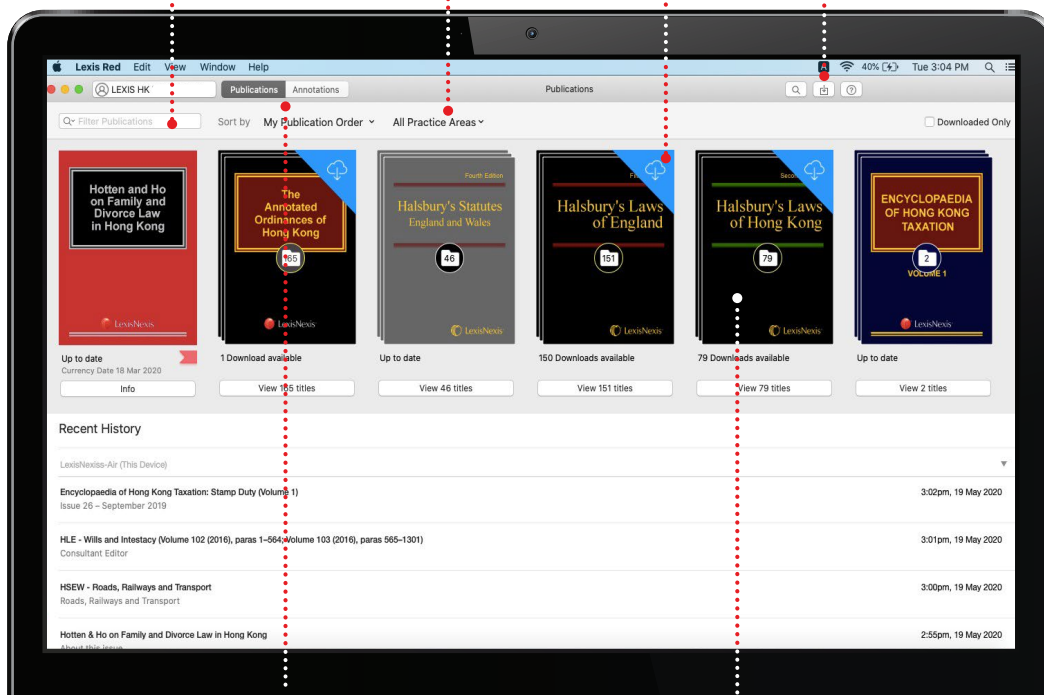 Lexis Red Edit View Window Help 40% Tue 3:04 PM
LEXIS HK Publications Annotations Publications
Filter Publications Sort by My Publication Order All Practice Areas Downloaded Only
Hotten and Ho
on Family and
Divorce Law
in Hong Kong
LexisNexis
The
Annotated
Ordinances of
Hong Kong
165
LexisNexis
Fourth Edition
Halsbury's Statutes
England and Wales
46
LexisNexis
Halsbury's Laws
of England
151
LexisNexis
Halsbury's Laws
of Hong Kong
79
LexisNexis
ENCYCLOPAEDIA
OF HONG KONG
TAXATION
2
VOLUME 1
LexisNexis
Up to date
Currency Date 18 Mar 2020
Info
1 Download available
View 165 titles
Up to date
View 46 titles
150 Downloads available
View 151 titles
79 Downloads available
View 79 titles
Up to date
View 2 titles
Recent History
LexisNexiss-Air (This Device)
Encyclopaedia of Hong Kong Taxation: Stamp Duty (Volume 1) 3:02pm, 19 May 2020
Issue 26 – September 2019
HLE - Wills and Intestacy (Volume 102 (2016), paras 1–564; Volume 103 (2016), paras 565–1301) 3:01pm, 19 May 2020
Consultant Editor
HSEW - Roads, Railways and Transport 3:00pm, 19 May 2020
Roads, Railways and Transport
Hotten & Ho on Family and Divorce Law in Hong Kong 2:55pm, 19 May 2020
About this issue